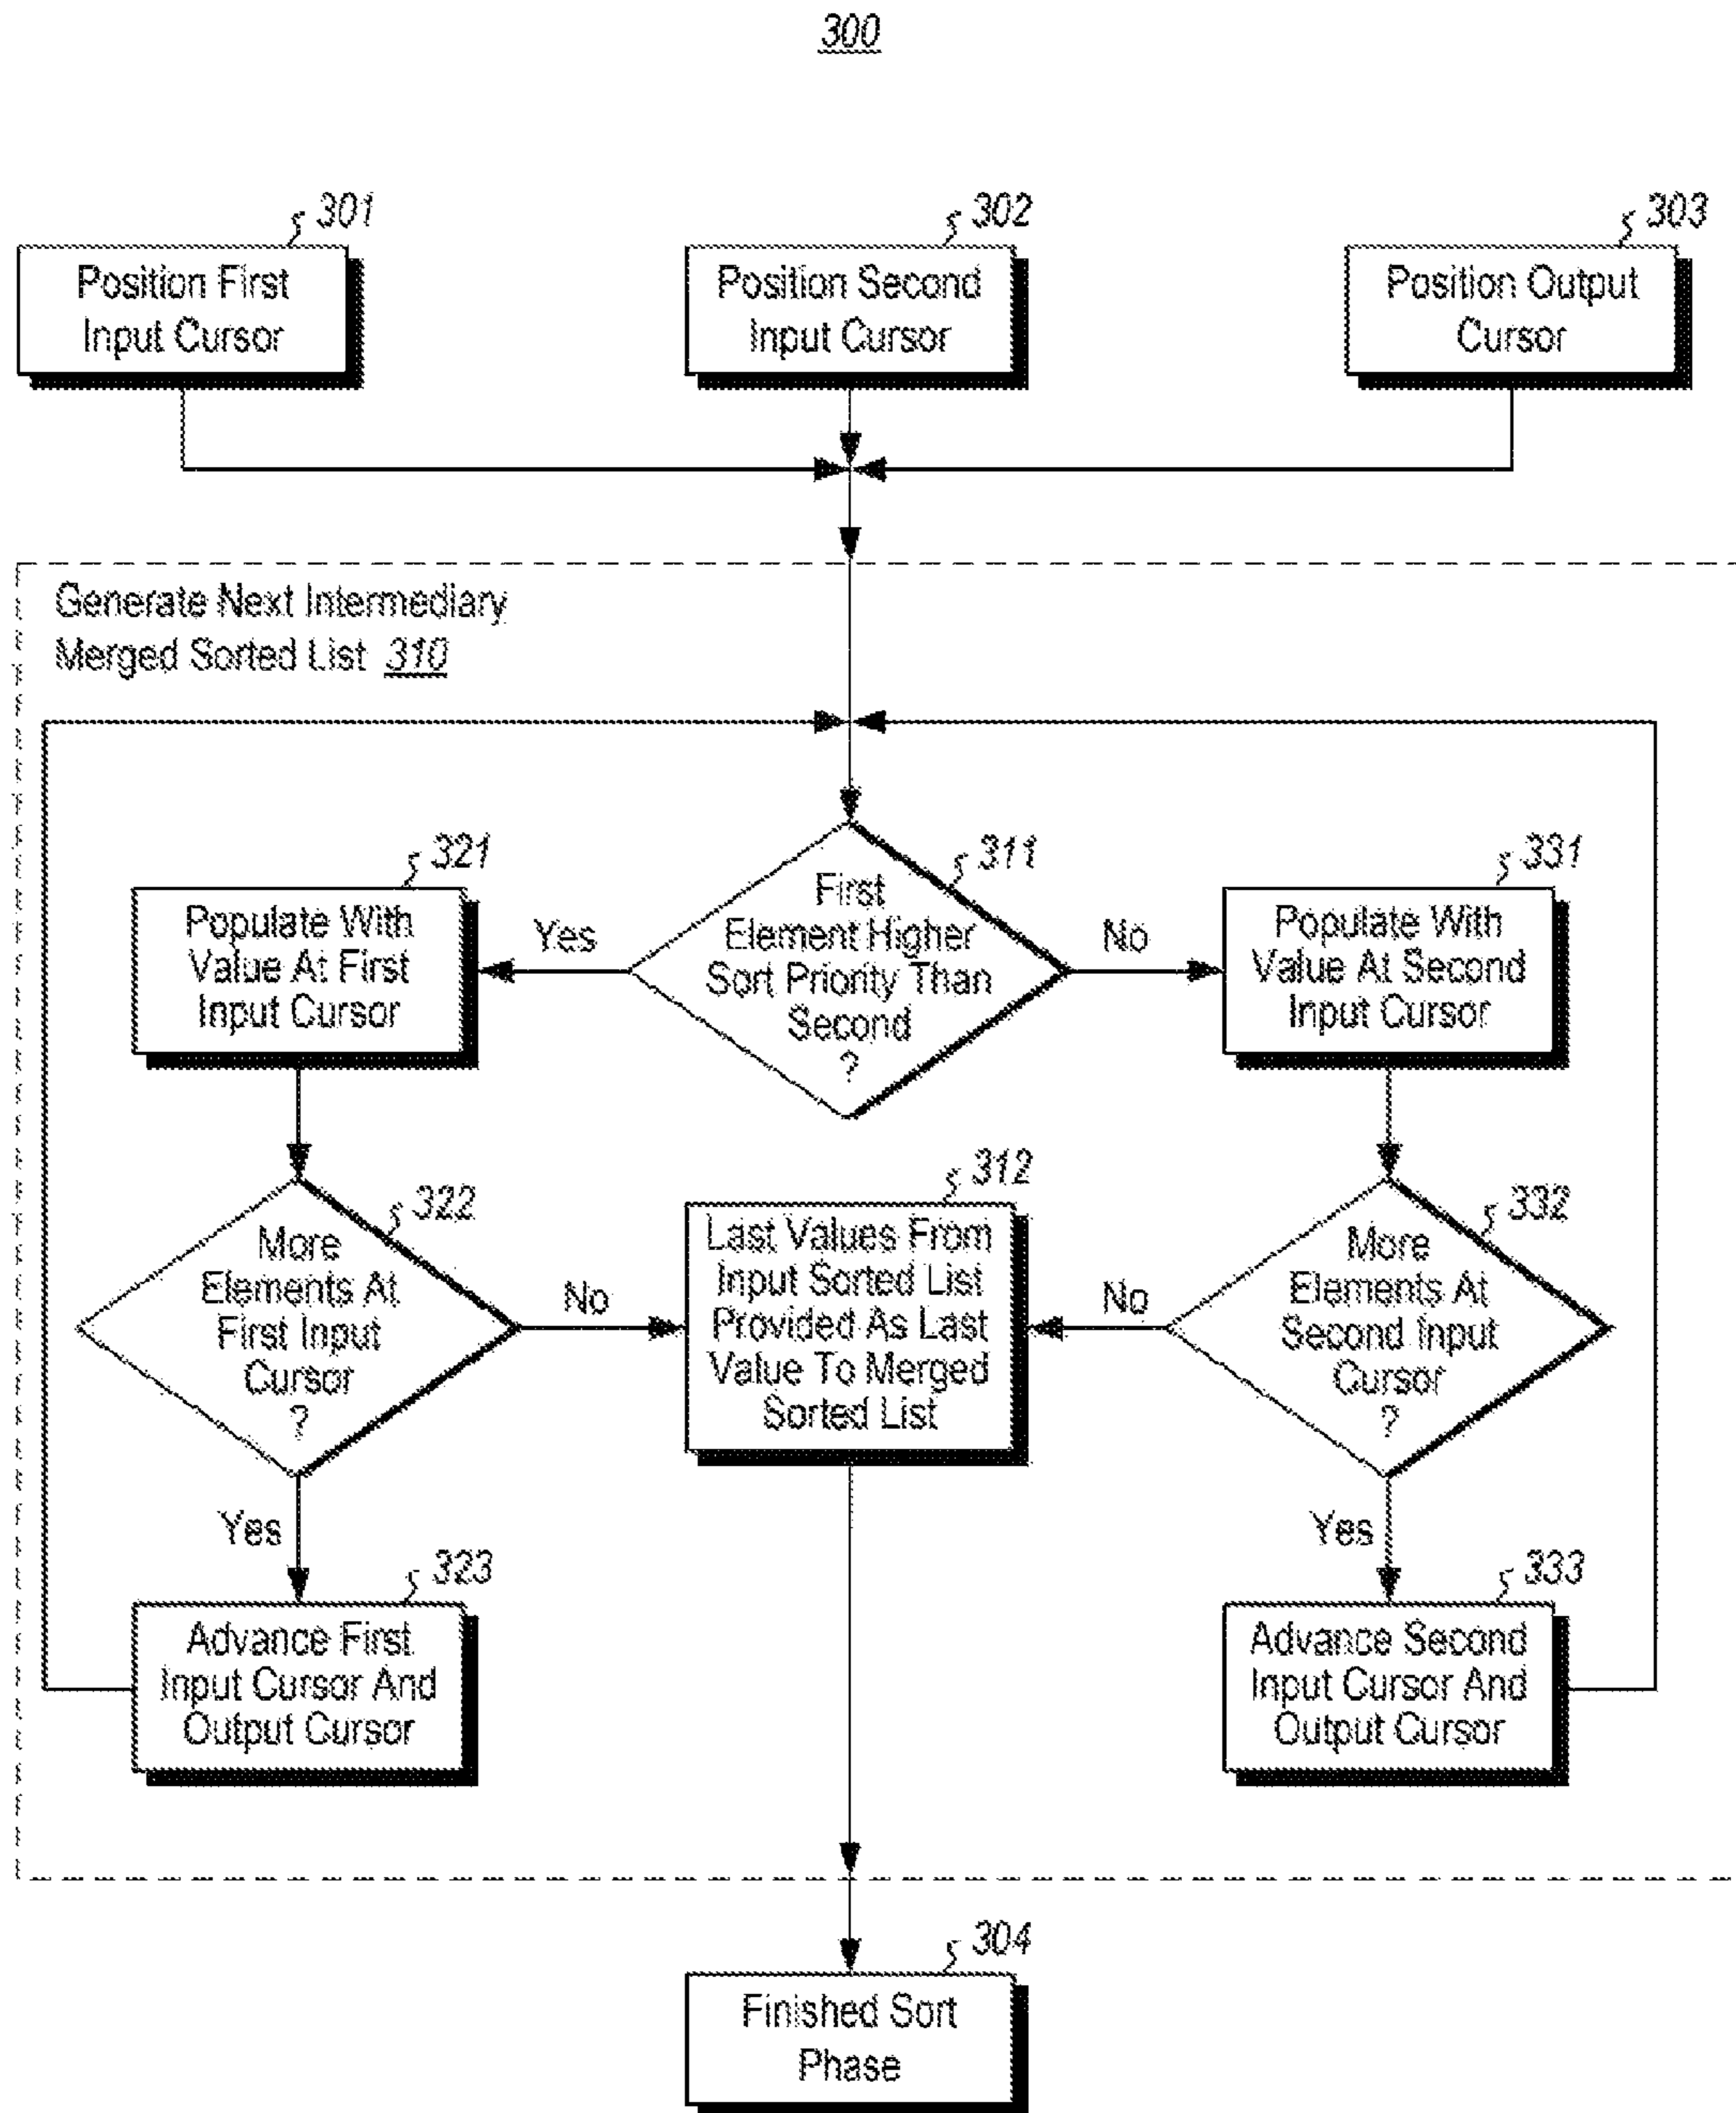 300
301
Position First
Input Cursor
302
Position Second
Input Cursor
303
Position Output
Cursor
Generate Next Intermediary
Merged Sorted List 310
311
First
Element Higher
Sort Priority Than
Second
?
Yes
No
321
Populate With
Value At First
Input Cursor
331
Populate With
Value At Second
Input Cursor
322
More
Elements At
First Input
Cursor
?
No
Yes
312
Last Values From
Input Sorted List
Provided As Last
Value To Merged
Sorted List
332
More
Elements At
Second Input
Cursor
?
No
Yes
323
Advance First
Input Cursor And
Output Cursor
333
Advance Second
Input Cursor And
Output Cursor
304
Finished Sort
Phase